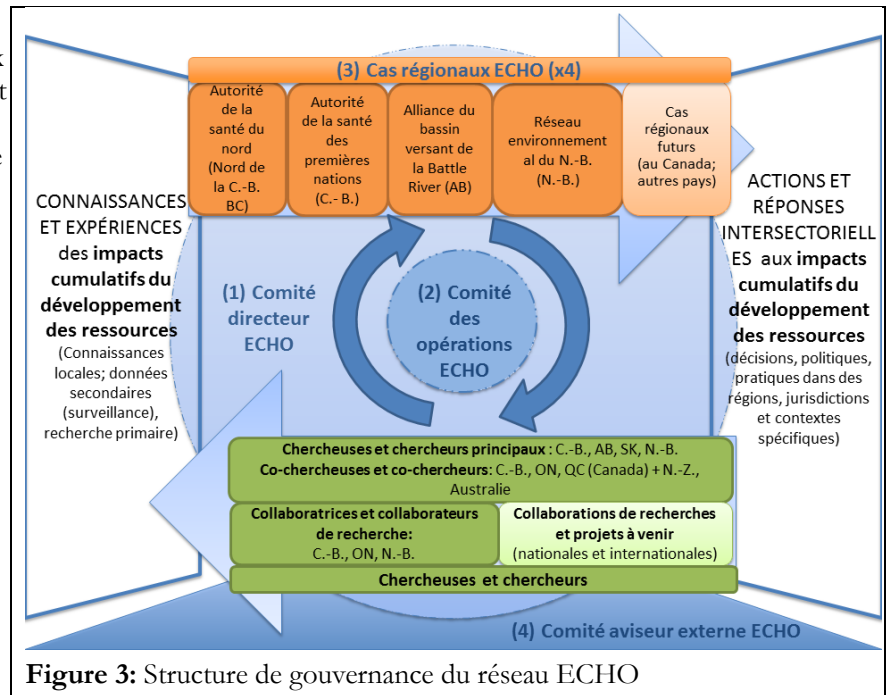 (3) Cas régionaux ECHO (x4)
Autorité
de la
santé du
nord
(Nord de
la C.-B.
BC)
Autorité
de la santé
des
premières
nations
(C.- B.)
Alliance du
bassin
versant de
la Battle
River (AB)
Réseau
environnement
al du N.-B.
(N.-B.)
Cas
régionaux
futurs
(au Canada;
autres pays)
CONNAISSANCES
ET EXPÉRIENCES
des impacts
cumulatifs du
développement
des ressources
(Connaissances
locales; données
secondaires
(surveillance),
recherche primaire)
(1) Comité
directeur
ECHO
(2) Comité
des
opérations
ECHO
ACTIONS ET
RÉPONSES
INTERSECTORIELL
ES aux impacts
cumulatifs du
développement
des ressources
(décisions, politiques,
pratiques dans des
régions, jurisdictions
et contextes
spécifiques)
Chercheuses et chercheurs principaux : C.-B., AB, SK, N.-B.
Co-chercheuses et co-chercheurs: C.-B., ON, QC (Canada) + N.-Z.,
Australie
Collaboratrices et collaborateurs
de recherche:
C.-B., ON, N.-B.
Collaborations de recherches
et projets à venir
(nationales et internationales)
Chercheuses et chercheurs
(4) Comité aviseur externe ECHO
Figure 3: Structure de gouvernance du réseau ECHO